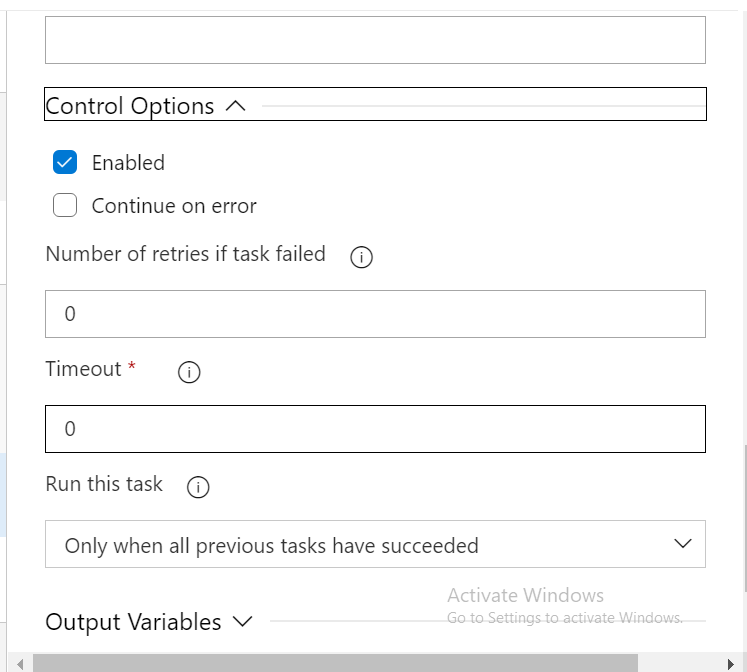 Control Options
Enabled
Continue on error
Number of retries if task failed
0
Timeout *
0
Run this task
Only when all previous tasks have succeeded
Activate Windows
Go to Settings to activate Windows.
Output Variables